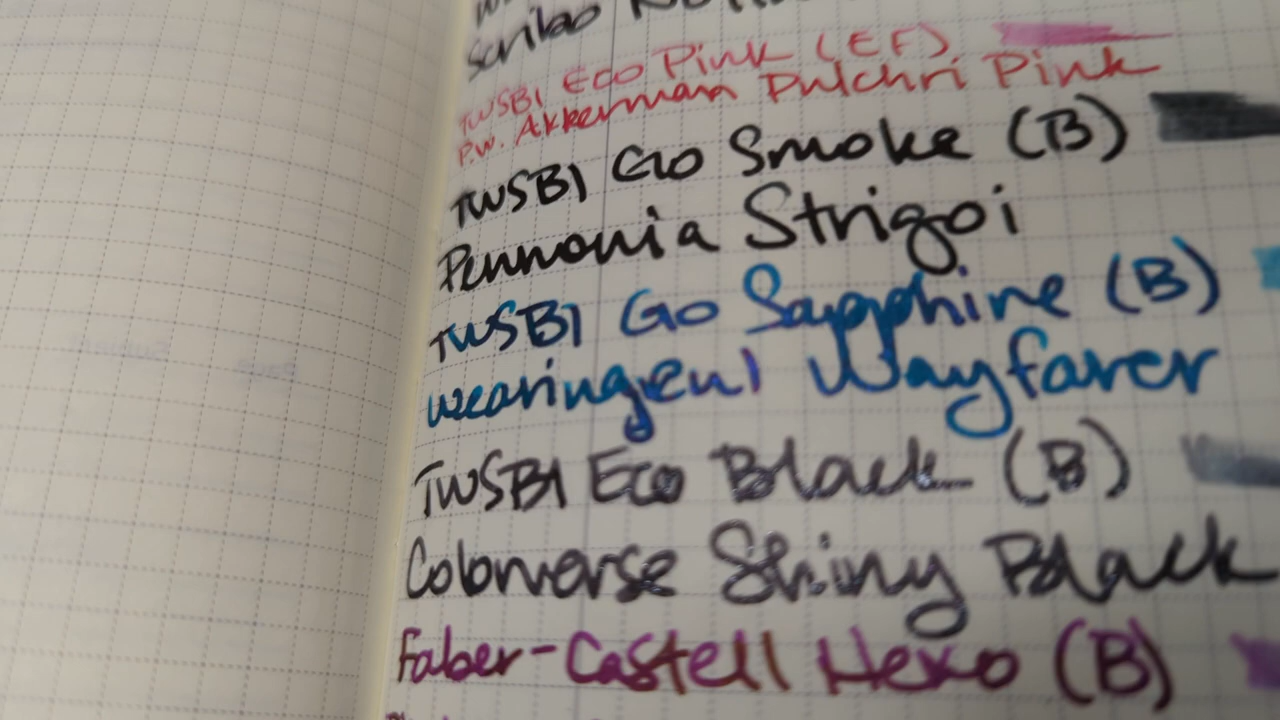 Scribo
TWSBI Eco Pink (EF)
P.W. Akkerman Pulchri Pink
TWSBI Go Smoke (B)
Pennonia Strigoi
TWSBI Go Sapphire (B)
wearingeul Wayfarer
TWSBI Eco Black (B)
Colorverse Shiny Black
Faber-Castell Hexo (B)